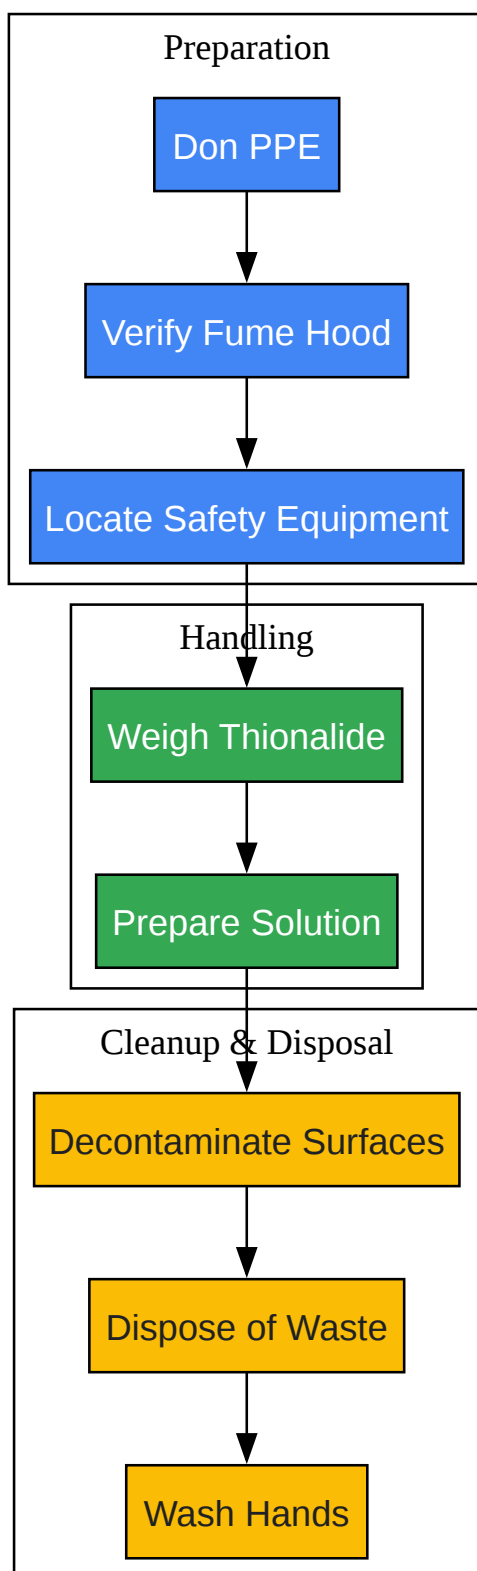 Preparation
Don PPE
Verify Fume Hood
Locate Safety Equipment
Handling
Weigh Thionalide
Prepare Solution
Cleanup & Disposal
Decontaminate Surfaces
Dispose of Waste
Wash Hands